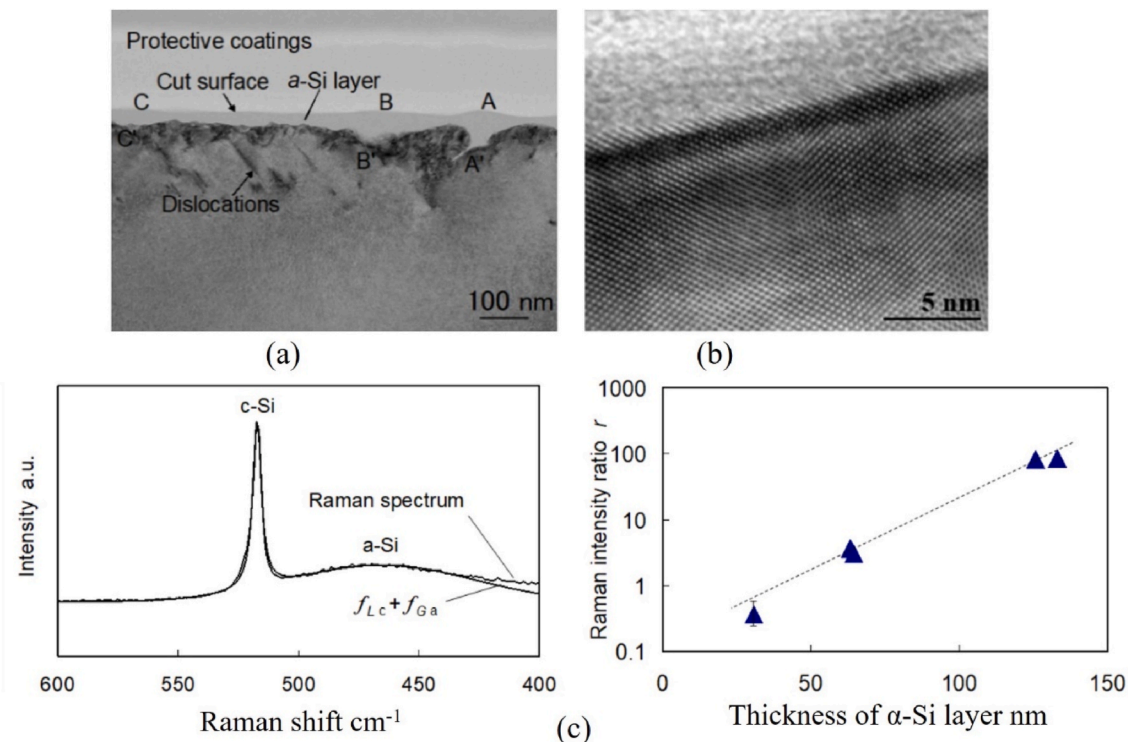 Protective coatings
Cut surface
a-Si layer
C
B
A
C'
B'
A'
Dislocations
100 nm
5 nm
(a)
(b)
Intensity a.u.
c-Si
Raman spectrum
a-Si
f_{L c} + f_{G a}
600
550
500
450
400
Raman shift cm⁻¹
Raman intensity ratio r
1000
100
10
1
0.1
0
50
100
150
Thickness of α-Si layer nm
(c)